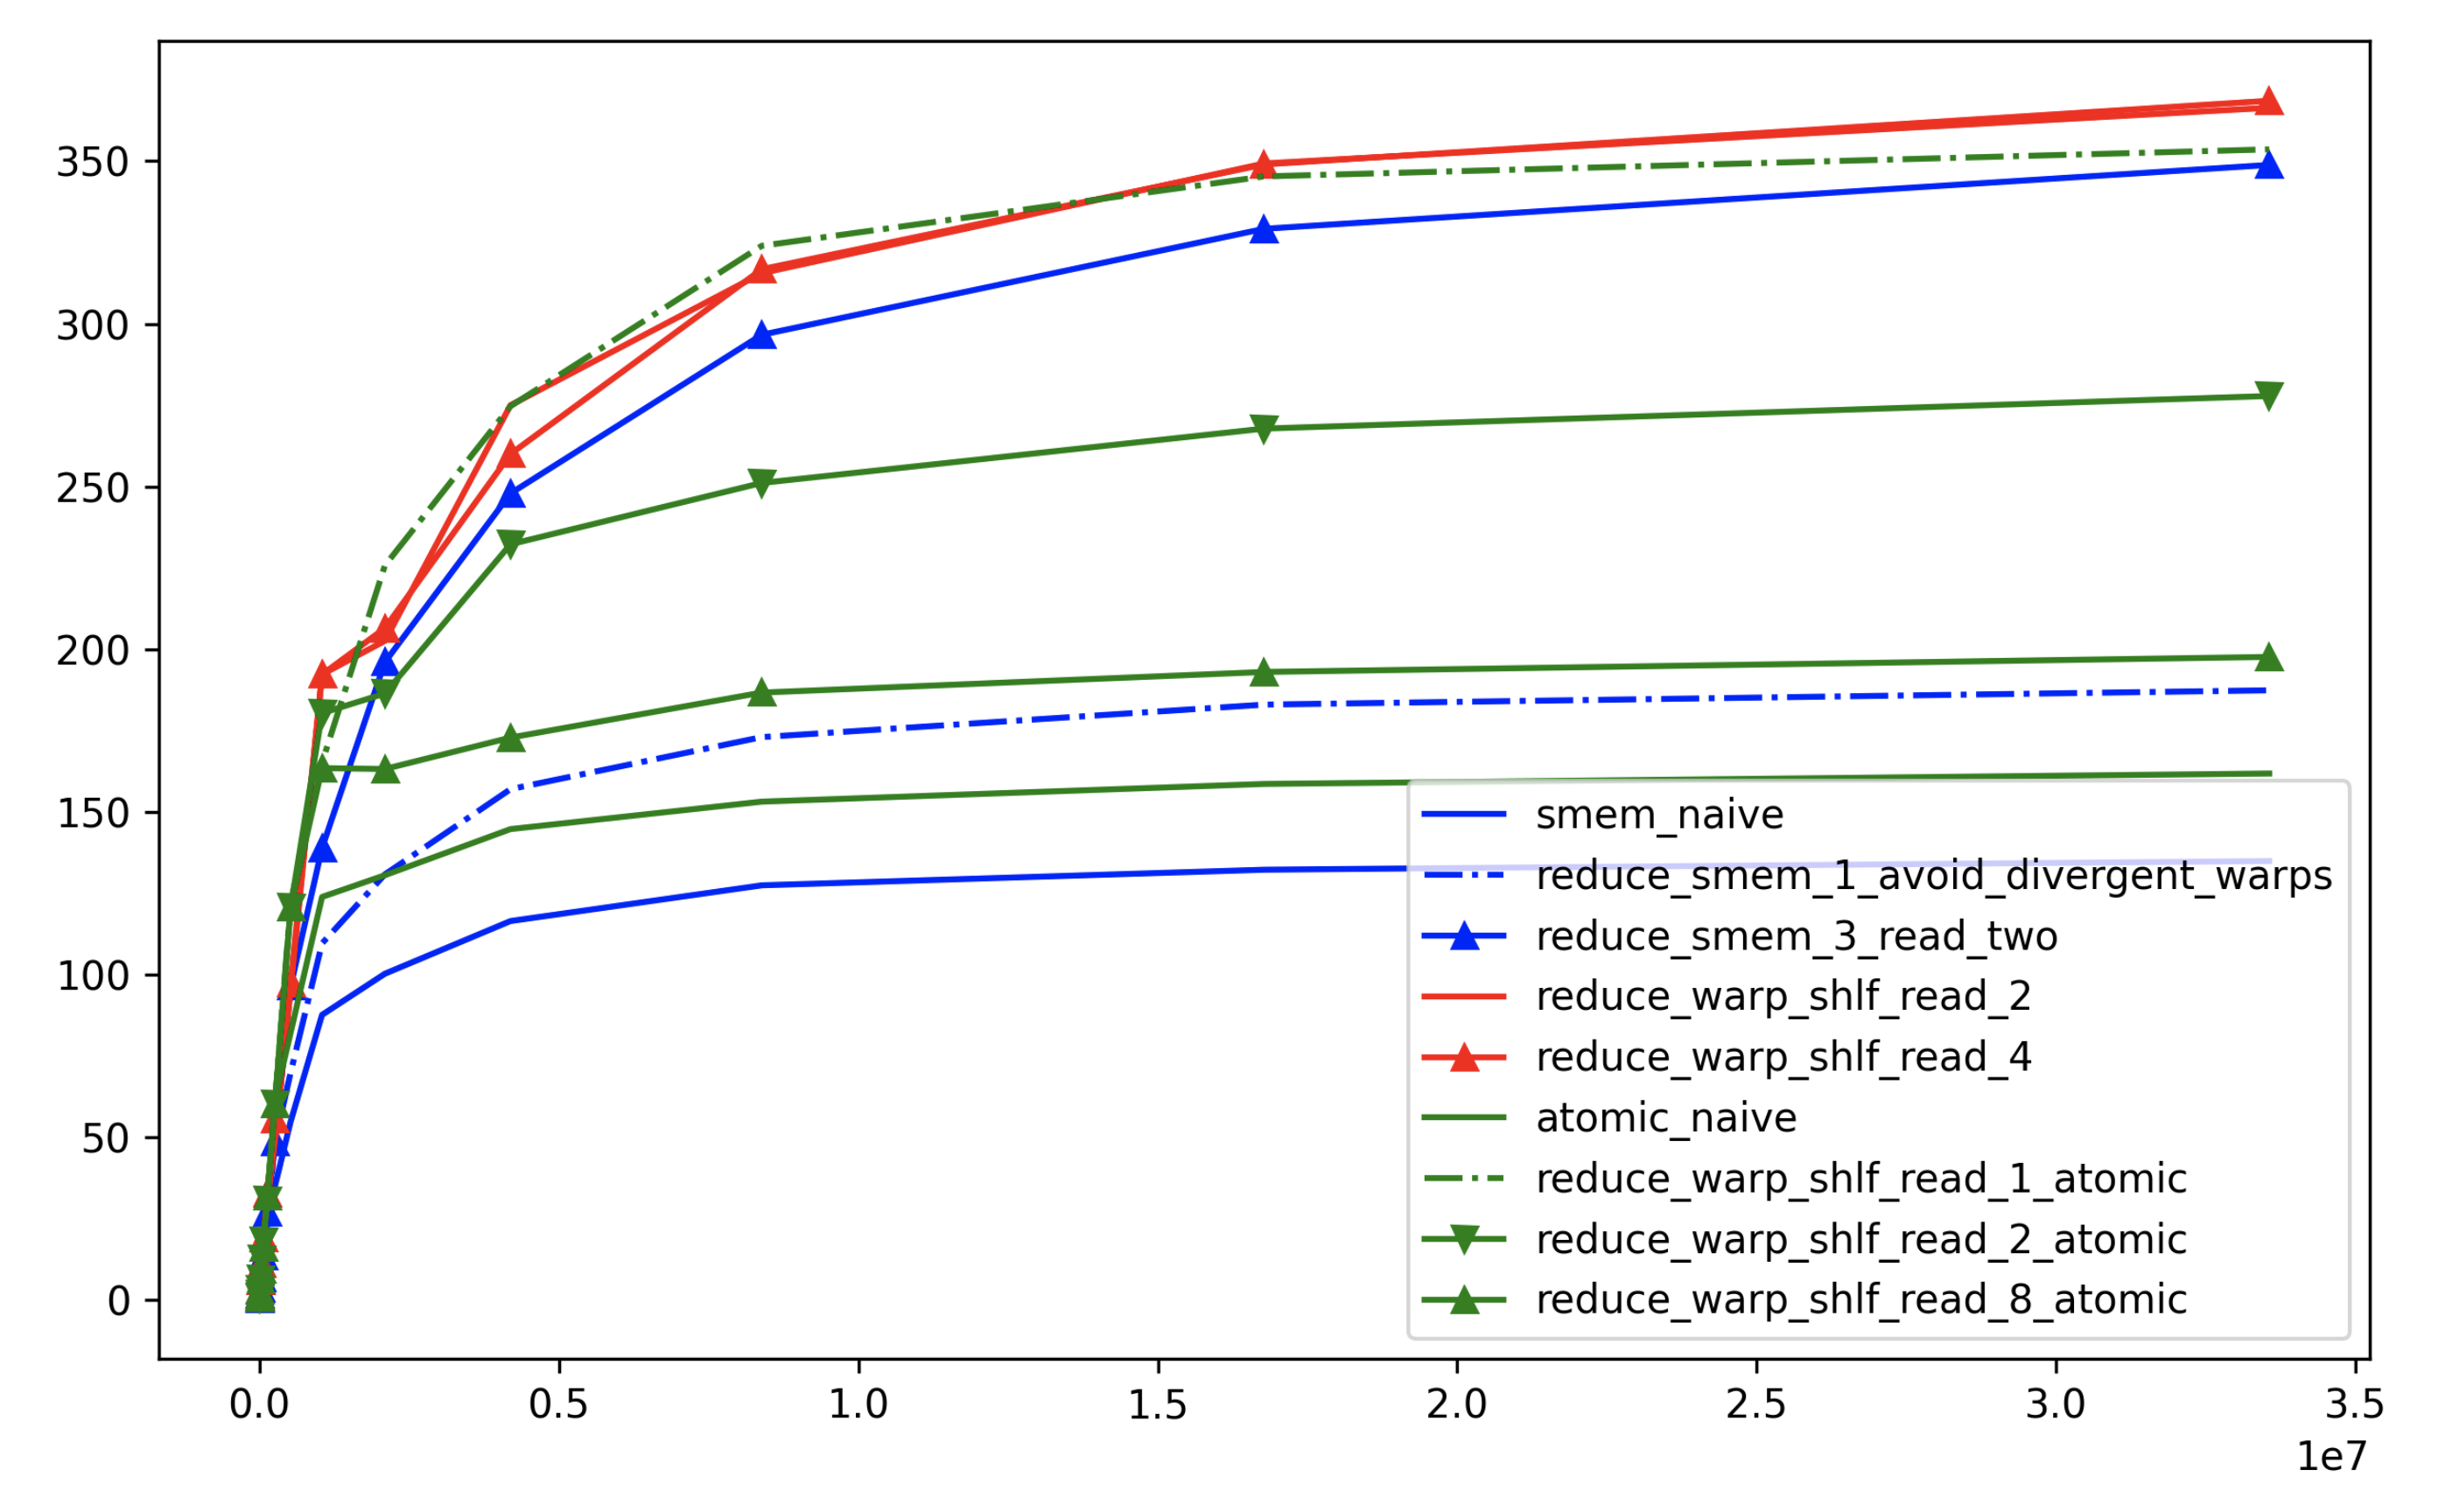 350
300
250
200
150
100
50
0
smem_naive
reduce_smem_1_avoid_divergent_warps
reduce_smem_3_read_two
reduce_warp_shlf_read_2
reduce_warp_shlf_read_4
atomic_naive
reduce_warp_shlf_read_1_atomic
reduce_warp_shlf_read_2_atomic
reduce_warp_shlf_read_8_atomic
0.0 0.5 1.0 1.5 2.0 2.5 3.0 3.5
1e7